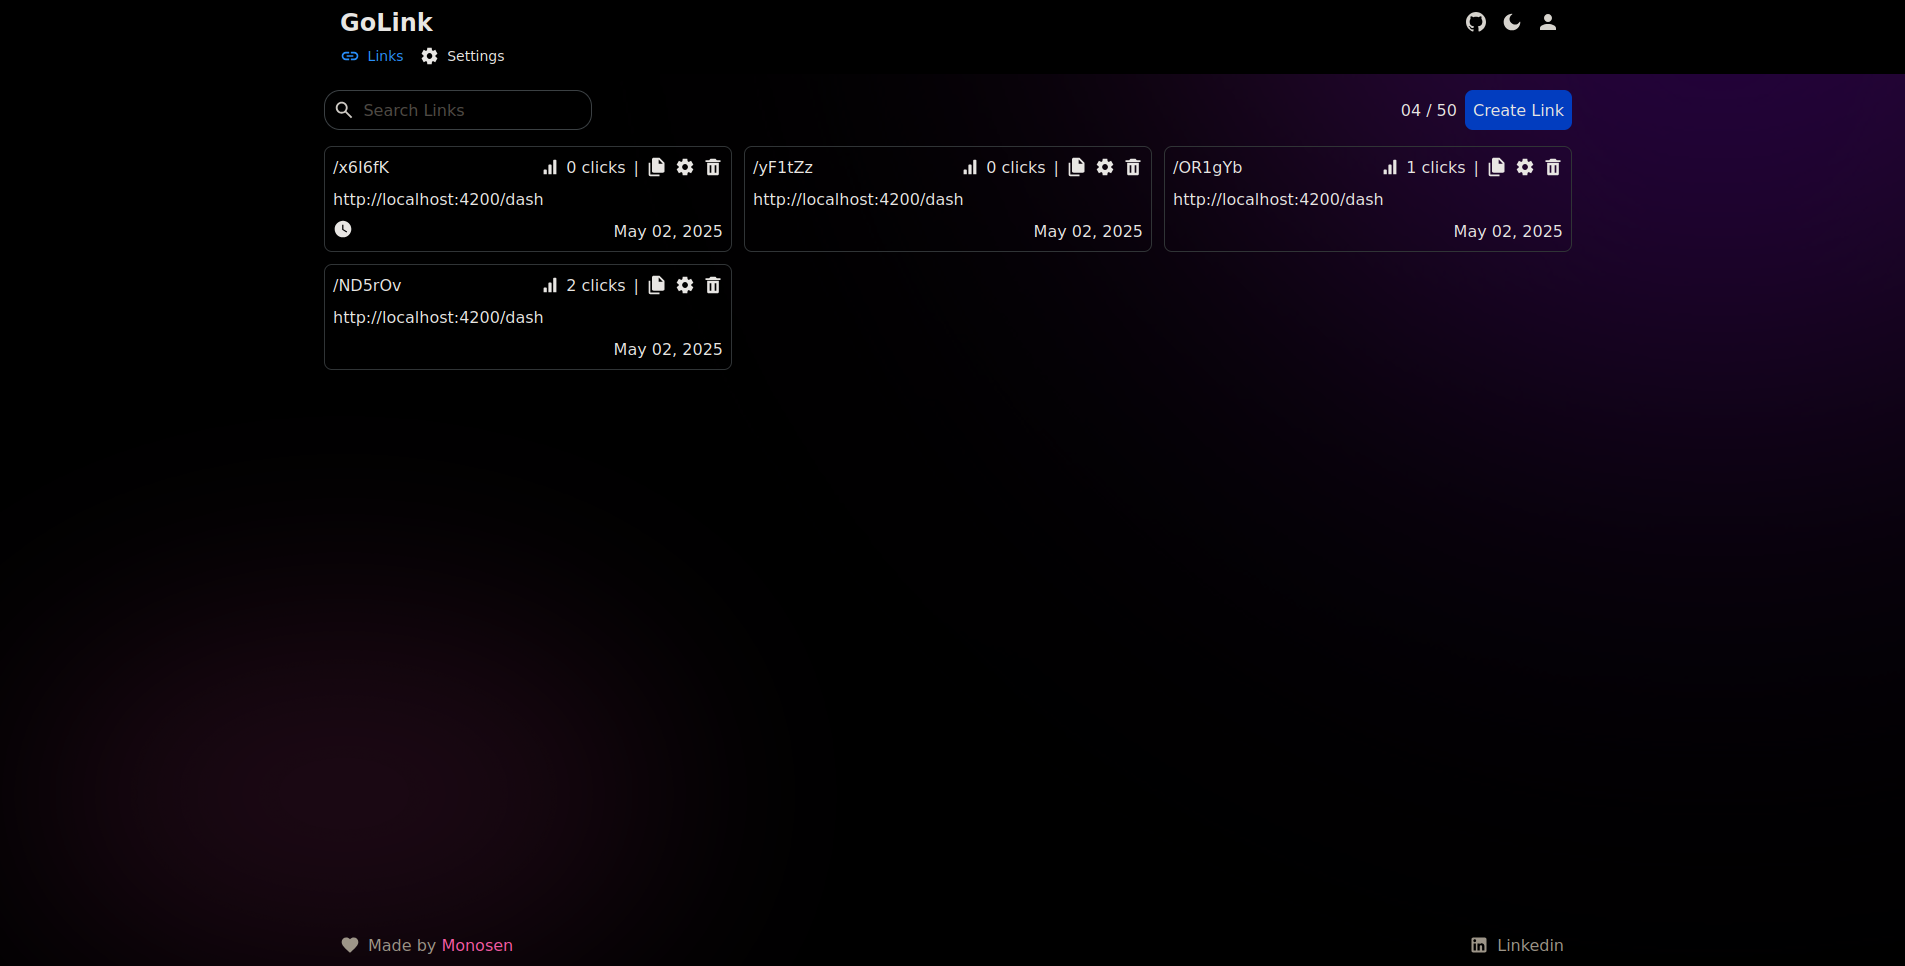 GoLink
Links Settings
Search Links
04 / 50 Create Link
/x6I6fK 0 clicks |
http://localhost:4200/dash
May 02, 2025
/yF1tZz 0 clicks |
http://localhost:4200/dash
May 02, 2025
/OR1gYb 1 clicks |
http://localhost:4200/dash
May 02, 2025
/ND5rOv 2 clicks |
http://localhost:4200/dash
May 02, 2025
Made by Monosen
Linkedin